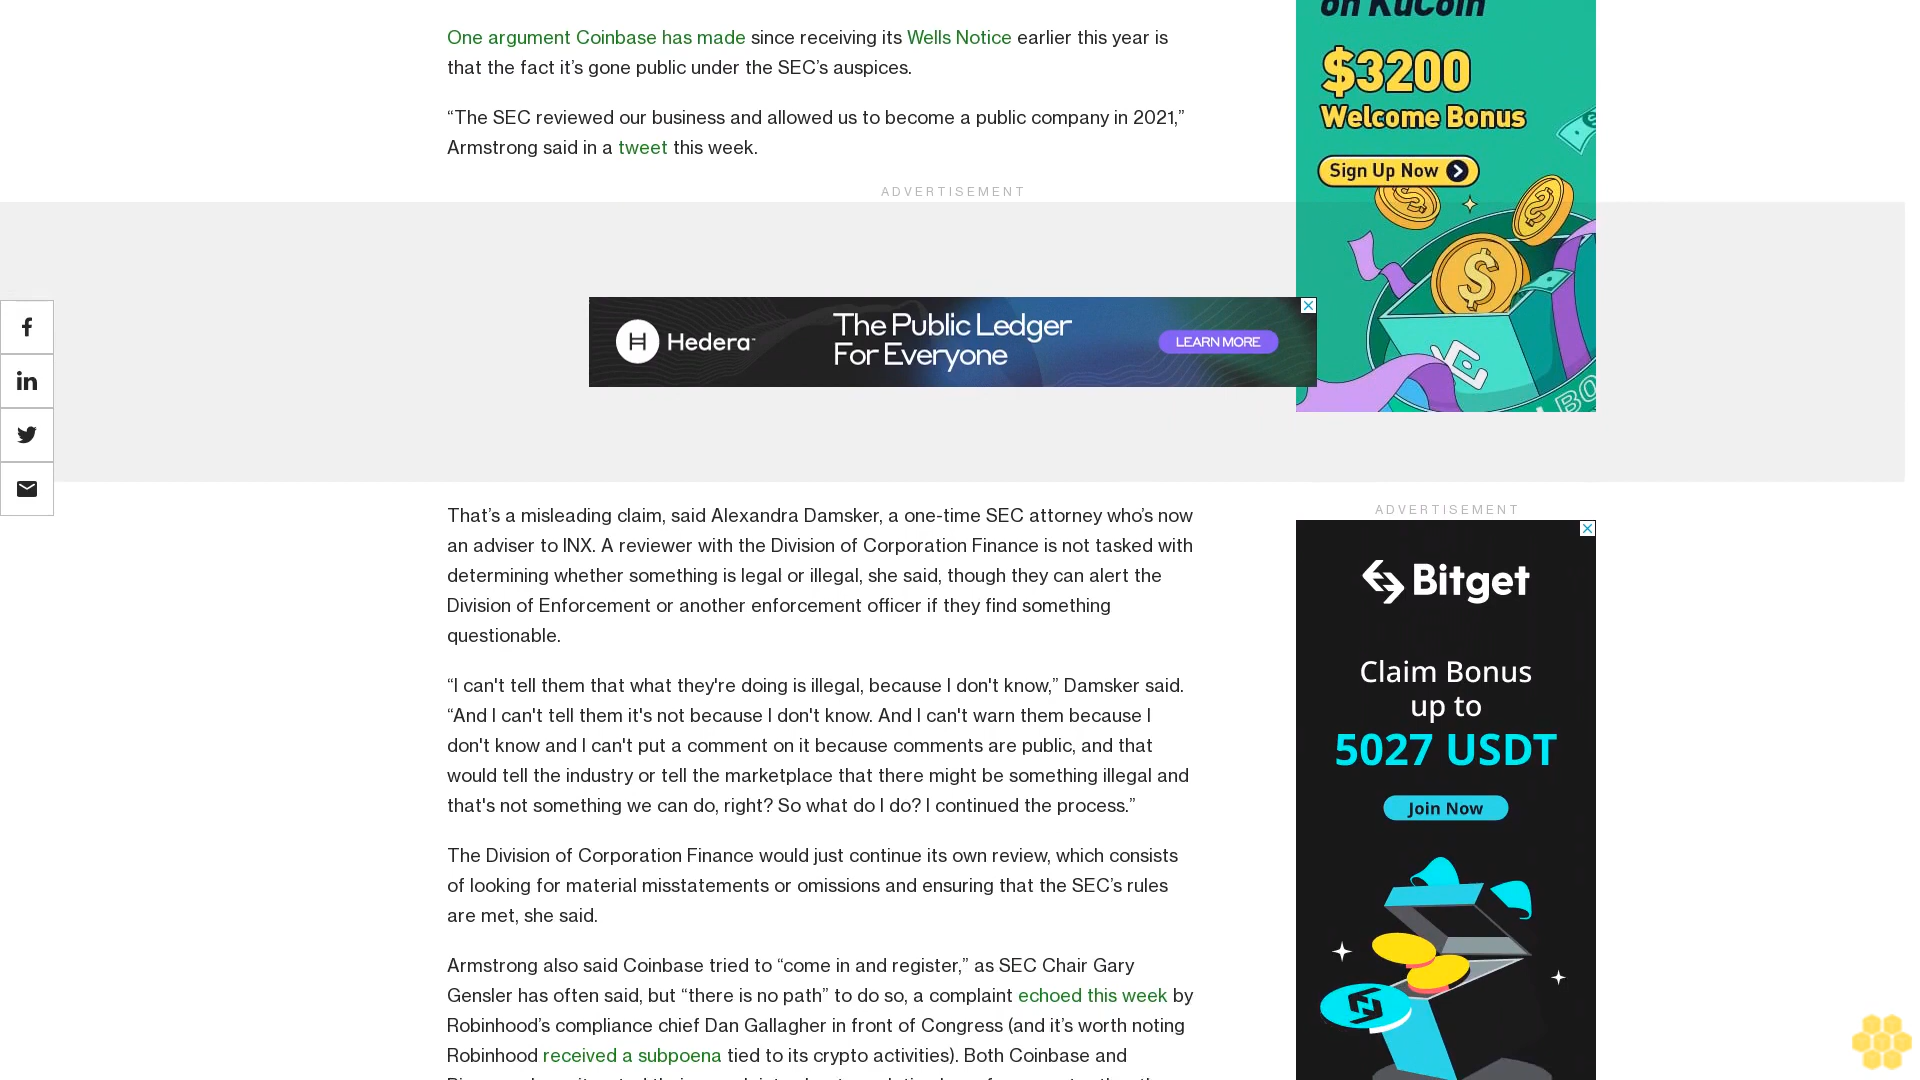 One argument Coinbase has made since receiving its Wells Notice earlier this year is
that the fact it’s gone public under the SEC’s auspices.
“The SEC reviewed our business and allowed us to become a public company in 2021,”
Armstrong said in a tweet this week.
ADVERTISEMENT
Hedera
The Public Ledger
For Everyone
LEARN MORE
That’s a misleading claim, said Alexandra Damsker, a one-time SEC attorney who’s now
an adviser to INX. A reviewer with the Division of Corporation Finance is not tasked with
determining whether something is legal or illegal, she said, though they can alert the
Division of Enforcement or another enforcement officer if they find something
questionable.
“I can't tell them that what they're doing is illegal, because I don't know,” Damsker said.
“And I can't tell them it's not because I don't know. And I can't warn them because I
don't know and I can't put a comment on it because comments are public, and that
would tell the industry or tell the marketplace that there might be something illegal and
that's not something we can do, right? So what do I do? I continued the process.”
The Division of Corporation Finance would just continue its own review, which consists
of looking for material misstatements or omissions and ensuring that the SEC’s rules
are met, she said.
Armstrong also said Coinbase tried to “come in and register,” as SEC Chair Gary
Gensler has often said, but “there is no path” to do so, a complaint echoed this week by
Robinhood’s compliance chief Dan Gallagher in front of Congress (and it’s worth noting
Robinhood received a subpoena tied to its crypto activities). Both Coinbase and
on KuCoin
$3200
Welcome Bonus
Sign Up Now
ADVERTISEMENT
Bitget
Claim Bonus
up to
5027 USDT
Join Now